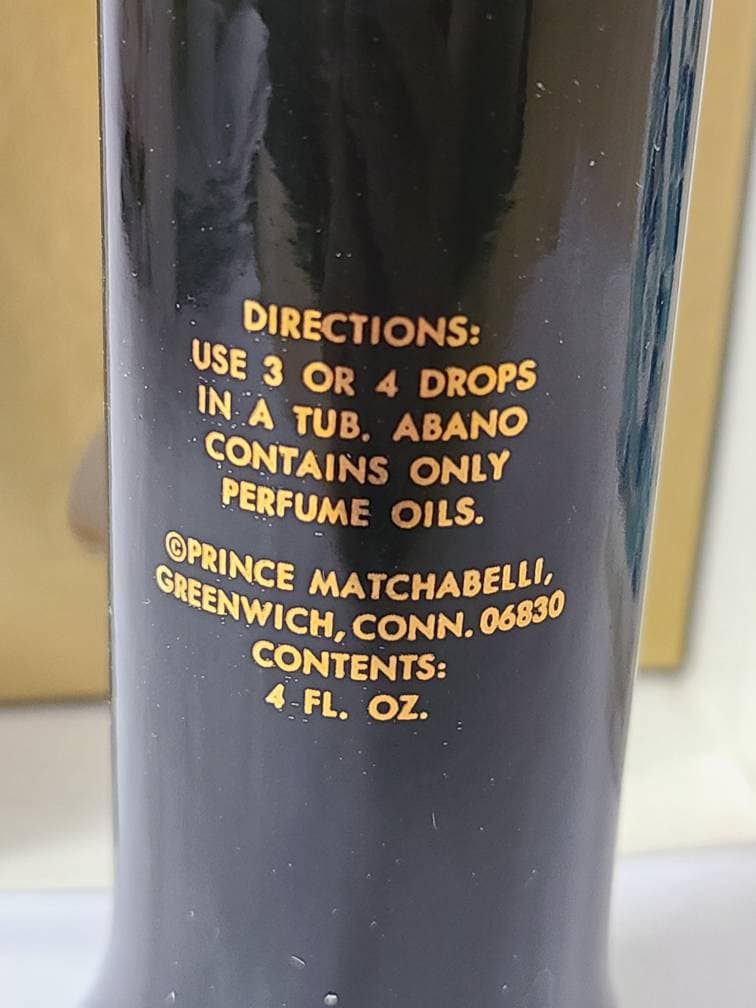 DIRECTIONS:
USE 3 OR 4 DROPS
IN A TUB. ABANO
CONTAINS ONLY
PERFUME OILS.
©PRINCE MATCHABELLI,
GREENWICH, CONN. 06830
CONTENTS:
4 FL. OZ.